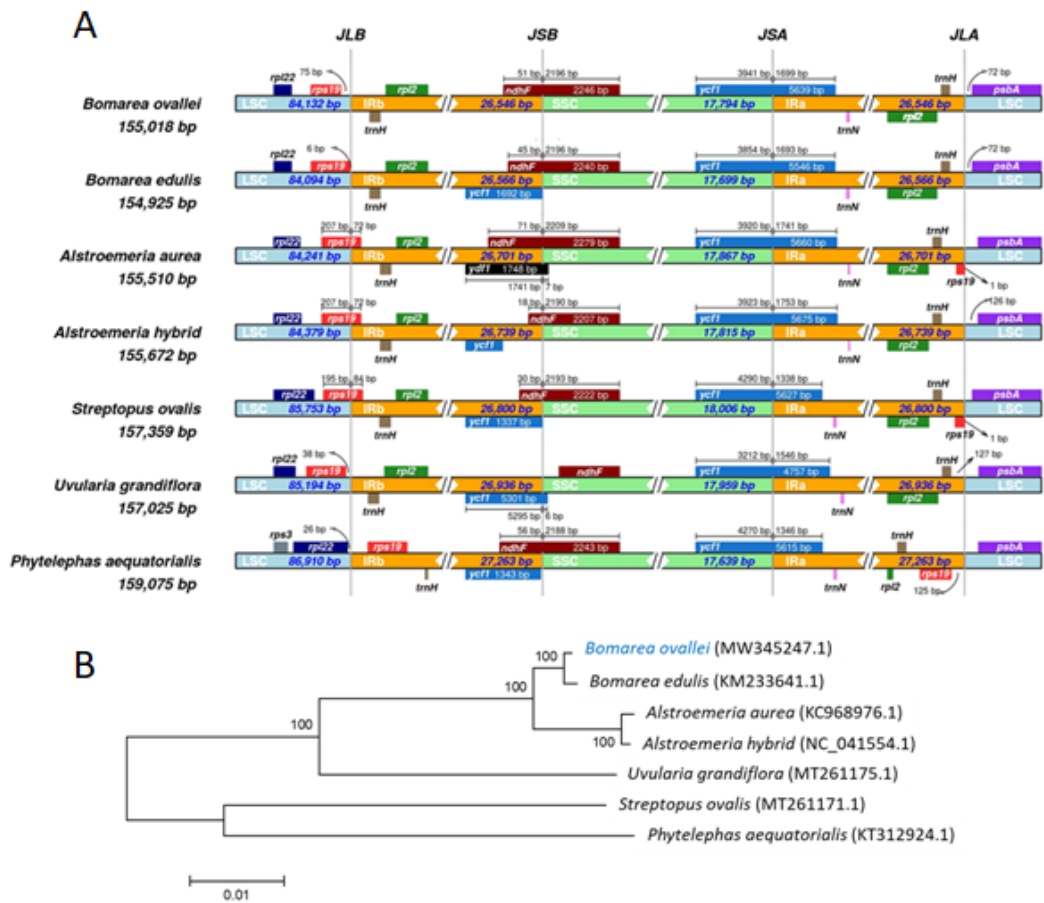 A
JLB JSB JSA JLA
75 bp 51 bp 2196 bp 3941 bp 1699 bp 72 bp
rpl22 rps19 rpl2 ndhF 2246 bp ycf1 5639 bp trnH psbA
Bomarea ovallei LSC 84,132 bp IRb 26,546 bp SSC 17,794 bp IRa 26,546 bp LSC
155,018 bp trnH trnN rpl2
rpl22 6 bp 45 bp 2196 bp 3854 bp 1693 bp 72 bp
rps19 rpl2 ndhF 2240 bp ycf1 5546 bp trnH psbA
Bomarea edulis LSC 84,094 bp IRb 26,566 bp SSC 17,699 bp IRa 26,566 bp LSC
154,925 bp trnH ycf1 1692 bp trnN rpl2
207 bp 72 bp 71 bp 2209 bp 3920 bp 1741 bp trnH
rpl22 rps19 rpl2 ndhF 2279 bp ycf1 5660 bp psbA
Alstroemeria aurea LSC 84,241 bp IRb 26,701 bp SSC 17,867 bp IRa 26,701 bp LSC
155,510 bp trnH ycf1 1748 bp trnN rpl2 rps19
1741 bp 7 bp 1 bp
207 bp 72 bp 18 bp 2190 bp 3923 bp 1753 bp trnH 126 bp
rpl22 rps19 rpl2 ndhF 2207 bp ycf1 5675 bp psbA
Alstroemeria hybrid LSC 84,379 bp IRb 26,739 bp SSC 17,815 bp IRa 26,739 bp LSC
155,672 bp trnH ycf1 trnN rpl2
195 bp 84 bp 30 bp 2193 bp 4290 bp 1338 bp trnH
rpl22 rps19 rpl2 ndhF 2222 bp ycf1 5627 bp psbA
Streptopus ovalis LSC 85,753 bp IRb 26,800 bp SSC 18,006 bp IRa 26,800 bp LSC
157,359 bp trnH ycf1 1337 bp trnN rpl2 rps19
1 bp
rpl22 38 bp 3212 bp 1546 bp trnH 127 bp
rps19 rpl2 ndhF ycf1 4757 bp psbA
Uvularia grandiflora LSC 85,194 bp IRb 26,936 bp SSC 17,959 bp IRa 26,936 bp LSC
157,025 bp trnH ycf1 5301 bp trnN rpl2
5295 bp 6 bp
rps3 26 bp 56 bp 2188 bp 4270 bp 1346 bp trnH
rpl22 rps19 ndhF 2243 bp ycf1 5615 bp psbA
Phytelephas aequatorialis LSC 86,910 bp IRb 27,263 bp SSC 17,639 bp IRa 27,263 bp LSC
159,075 bp trnH ycf1 1343 bp trnN rpl2 rps19
125 bp
B
100 Bomarea ovallei (MW345247.1)
100 Bomarea edulis (KM233641.1)
100 Alstroemeria aurea (KC968976.1)
100 Alstroemeria hybrid (NC_041554.1)
Uvularia grandiflora (MT261175.1)
Streptopus ovalis (MT261171.1)
Phytelephas aequatorialis (KT312924.1)
0.01